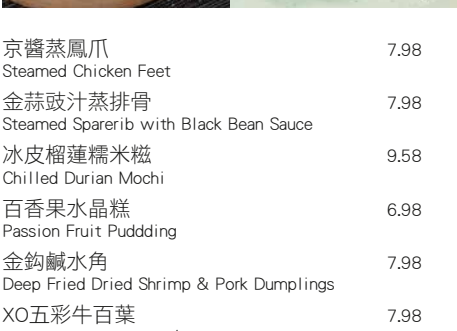 京醬蒸鳳爪 7.98
Steamed Chicken Feet
金蒜豉汁蒸排骨 7.98
Steamed Sparerib with Black Bean Sauce
冰皮榴蓮糯米糍 9.58
Chilled Durian Mochi
百香果水晶糕 6.98
Passion Fruit Puddding
金鈎鹹水角 7.98
Deep Fried Dried Shrimp & Pork Dumplings
XO五彩牛百葉 7.98